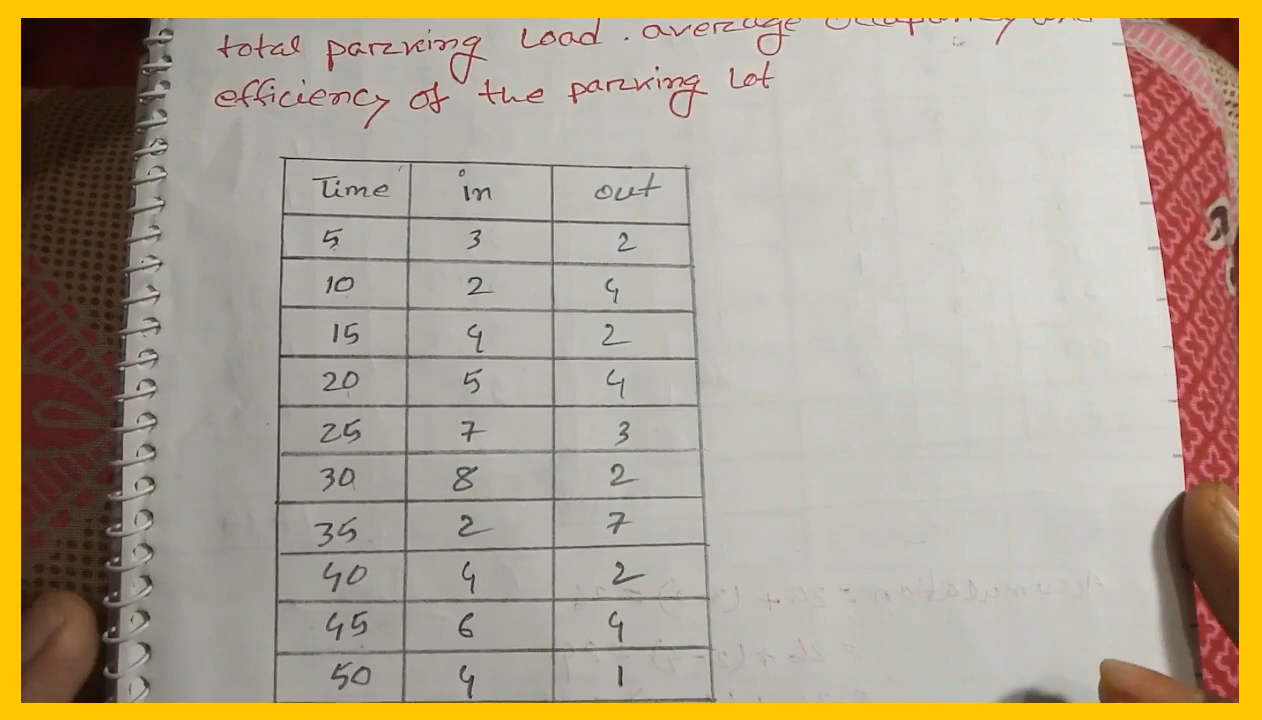 total parking load. average
efficiency of the parking lot
Time in out
5 3 2
10 2 4
15 4 2
20 5 4
25 7 3
30 8 2
35 2 7
40 4 2
45 6 4
50 4 1